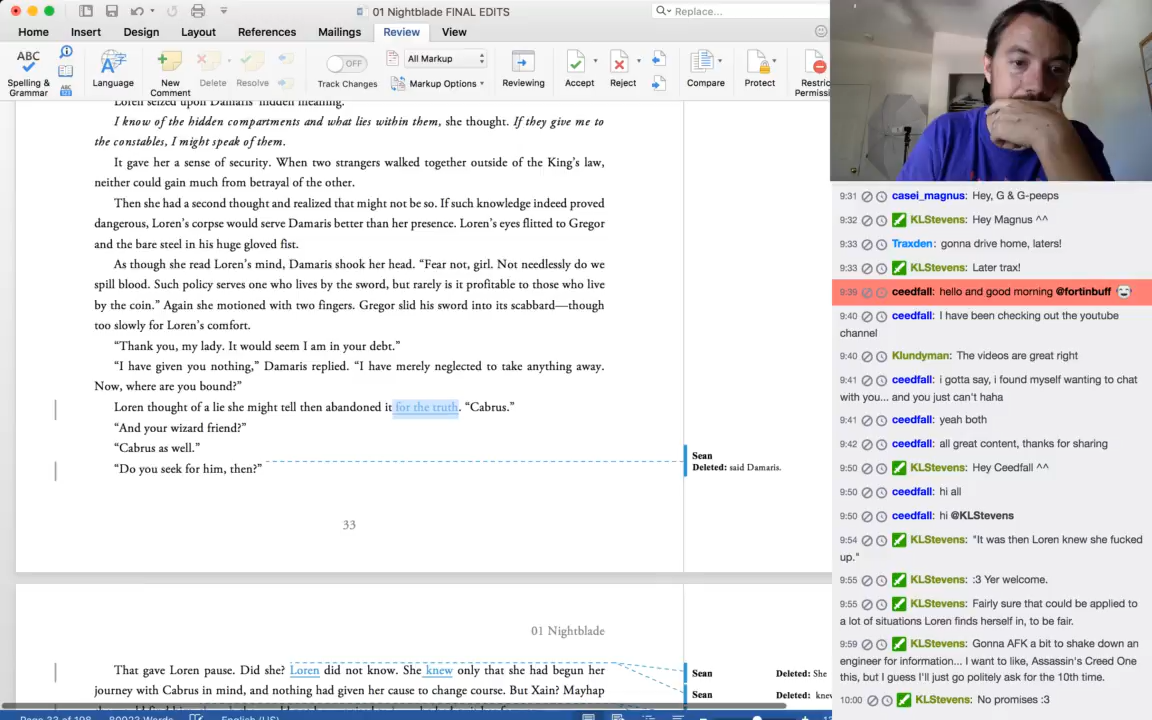 01 Nightblade FINAL EDITS
Replace...
Home Insert Design Layout References Mailings Review View
ABC
Spelling &
Grammar
ABC
Language
New
Comment
Delete
Resolve
OFF
Track Changes
All Markup
Markup Options
Reviewing
Accept
Reject
Compare
Protect
Restric
Permissi
Loren seized upon Damaris' hidden meaning.
I know of the hidden compartments and what lies within them, she thought. If they give me to
the constables, I might speak of them.
It gave her a sense of security. When two strangers walked together outside of the King's law,
neither could gain much from betrayal of the other.
Then she had a second thought and realized that might not be so. If such knowledge indeed proved
dangerous, Loren's corpse would serve Damaris better than her presence. Loren's eyes flitted to Gregor
and the bare steel in his huge gloved fist.
As though she read Loren's mind, Damaris shook her head. “Fear not, girl. Not needlessly do we
spill blood. Such policy serves one who lives by the sword, but rarely is it profitable to those who live
by the coin.” Again she motioned with two fingers. Gregor slid his sword into its scabbard—though
too slowly for Loren's comfort.
“Thank you, my lady. It would seem I am in your debt.”
“I have given you nothing,” Damaris replied. “I have merely neglected to take anything away.
Now, where are you bound?”
Loren thought of a lie she might tell then abandoned it for the truth. “Cabrus.”
“And your wizard friend?”
“Cabrus as well.”
“Do you seek for him, then?”
Sean
Deleted: said Damaris.
33
01 Nightblade
That gave Loren pause. Did she? Loren did not know. She knew only that she had begun her
journey with Cabrus in mind, and nothing had given her cause to change course. But Xain? Mayhap
Sean
Deleted: She
Sean
Deleted: knew
Page 33 of 198 80923 Words English (US)
9:31 casei_magnus: Hey, G & G-peeps
9:32 KLStevens: Hey Magnus ^^
9:33 Traxden: gonna drive home, laters!
9:33 KLStevens: Later trax!
9:39 ceedfall: hello and good morning @fortinbuff
9:40 ceedfall: I have been checking out the youtube
channel
9:40 Klundyman: The videos are great right
9:41 ceedfall: i gotta say, i found myself wanting to chat
with you... and you just can't haha
9:41 ceedfall: yeah both
9:42 ceedfall: all great content, thanks for sharing
9:50 KLStevens: Hey Ceedfall ^^
9:50 ceedfall: hi all
9:50 ceedfall: hi @KLStevens
9:54 KLStevens: "It was then Loren knew she fucked
up."
9:55 KLStevens: :3 Yer welcome.
9:55 KLStevens: Fairly sure that could be applied to
a lot of situations Loren finds herself in, to be fair.
9:59 KLStevens: Gonna AFK a bit to shake down an
engineer for information... I want to like, Assassin's Creed One
this, but I guess I'll just go politely ask for the 10th time.
10:00 KLStevens: No promises :3